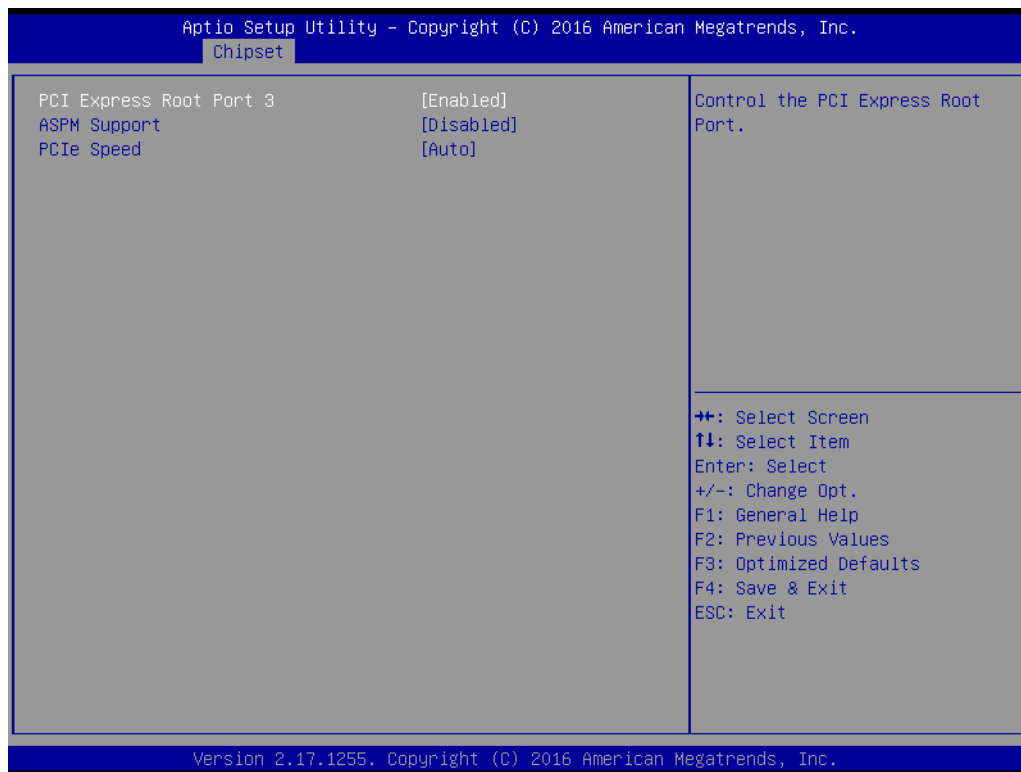 Aptio Setup Utility – Copyright (C) 2016 American Megatrends, Inc.
Chipset
PCI Express Root Port 3 [Enabled]
ASPM Support [Disabled]
PCIe Speed [Auto]
Control the PCI Express Root
Port.
→←: Select Screen
↑↓: Select Item
Enter: Select
+/-: Change Opt.
F1: General Help
F2: Previous Values
F3: Optimized Defaults
F4: Save & Exit
ESC: Exit
Version 2.17.1255. Copyright (C) 2016 American Megatrends, Inc.